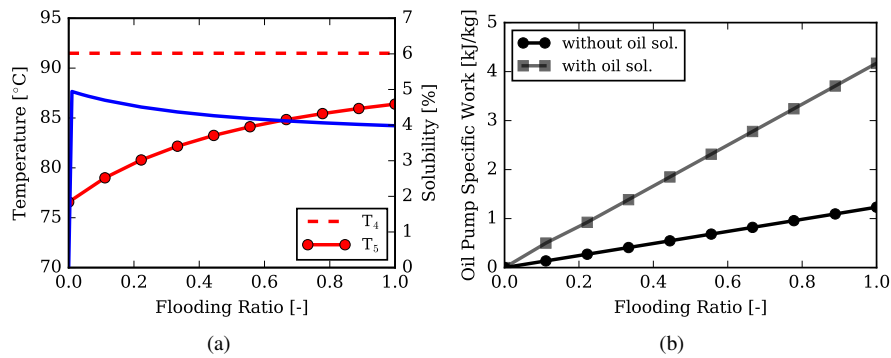 95
90
85
80
75
70
Temperature [°C]
7
6
5
4
3
2
1
0
Solubility [%]
T4
T5
0.0 0.2 0.4 0.6 0.8 1.0
Flooding Ratio [-]
(a)
5
4
3
2
1
0
Oil Pump Specific Work [kJ/kg]
without oil sol.
with oil sol.
0.0 0.2 0.4 0.6 0.8 1.0
Flooding Ratio [-]
(b)